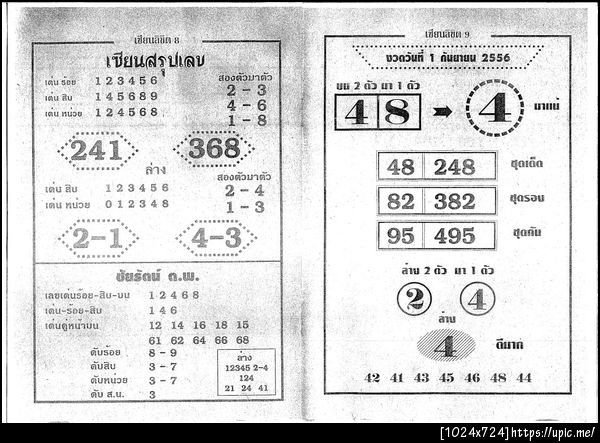 เซียนลิขิต 8
เซียนสรุปเลข
เด่น ร้อย 1 2 3 4 5 6
เด่น สิบ 1 4 5 6 8 9
เด่น หน่วย 1 2 4 5 6 8
สองตัวมาตัว
2 – 3
4 – 6
1 – 8
241 368
ล่าง
เด่น สิบ 1 2 3 4 5 6
เด่น หน่วย 0 1 2 3 4 8
สองตัวมาตัว
2 – 4
1 – 3
2–1 4–3
ชัยรัตน์ ต.พ.
เลขเด่นร้อย-สิบ-บน 1 2 4 6 8
เด่น-ร้อย-สิบ 1 4 6
เด่นคู่หน้าบน 12 14 16 18 15
61 62 64 66 68
ดับร้อย 8 - 9
ดับสิบ 3 - 7
ดับหน่วย 3 - 7
ดับ ส.น. 3
ล่าง
12345 2-4
124
21 24 41
เซียนลิขิต 9
งวดวันที่ 1 กันยายน 2556
บน 2 ตัว มา 1 ตัว
4 8 4 มาแน่
48 248 ชุดเด็ด
82 382 ชุดรอง
95 495 ชุดกัน
ล่าง 2 ตัว มา 1 ตัว
2 4
ล่าง
4 ดีมาก
42 41 43 45 46 48 44
[1024x724]https://upic.me/